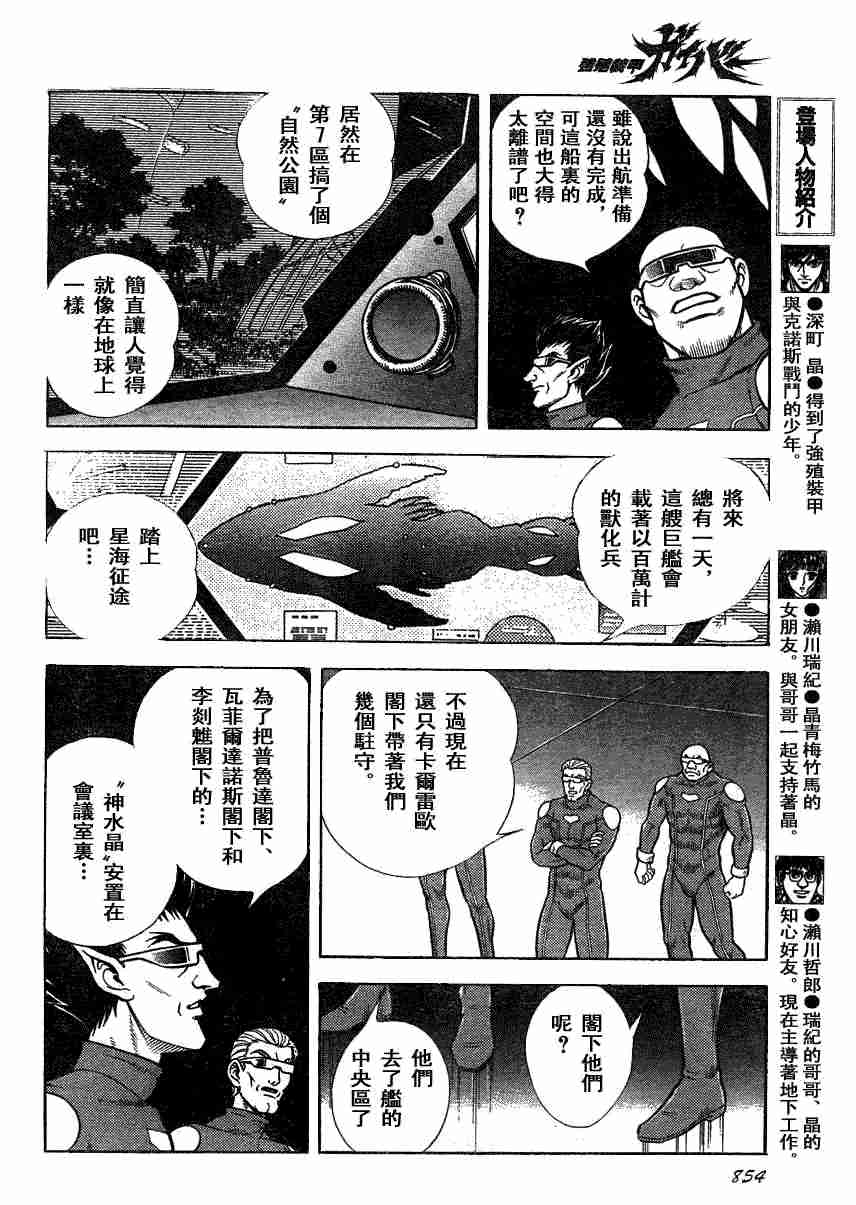 強殖裝甲
ガイバー
雖說出航準備
還沒有完成，
可這船裏的
空間也大得
太離譜了吧？
居然在
第7區搞了個
〝自然公園〞
簡直讓人覺得
就像在地球上
一樣
將來
總有一天，
這艘巨艦會
載著以百萬計
的獸化兵
踏上
星海征途
吧…
不過現在
還只有卡爾雷歐
閣下帶著我們
幾個駐守。
為了把普魯達閣下、
瓦菲爾達諾斯閣下和
李剡魋閣下的…
〝神水晶〞安置在
會議室裏…
閣下他們
呢？
他們
去了艦的
中央區了
登場人物紹介
●深町 晶●得到了強殖裝甲
與克諾斯戰鬥的少年。
●瀨川瑞紀●晶青梅竹馬的
女朋友。與哥哥一起支持著晶。
●瀨川哲郎●瑞紀的哥哥、晶的
知心好友。現在主導著地下工作。
854